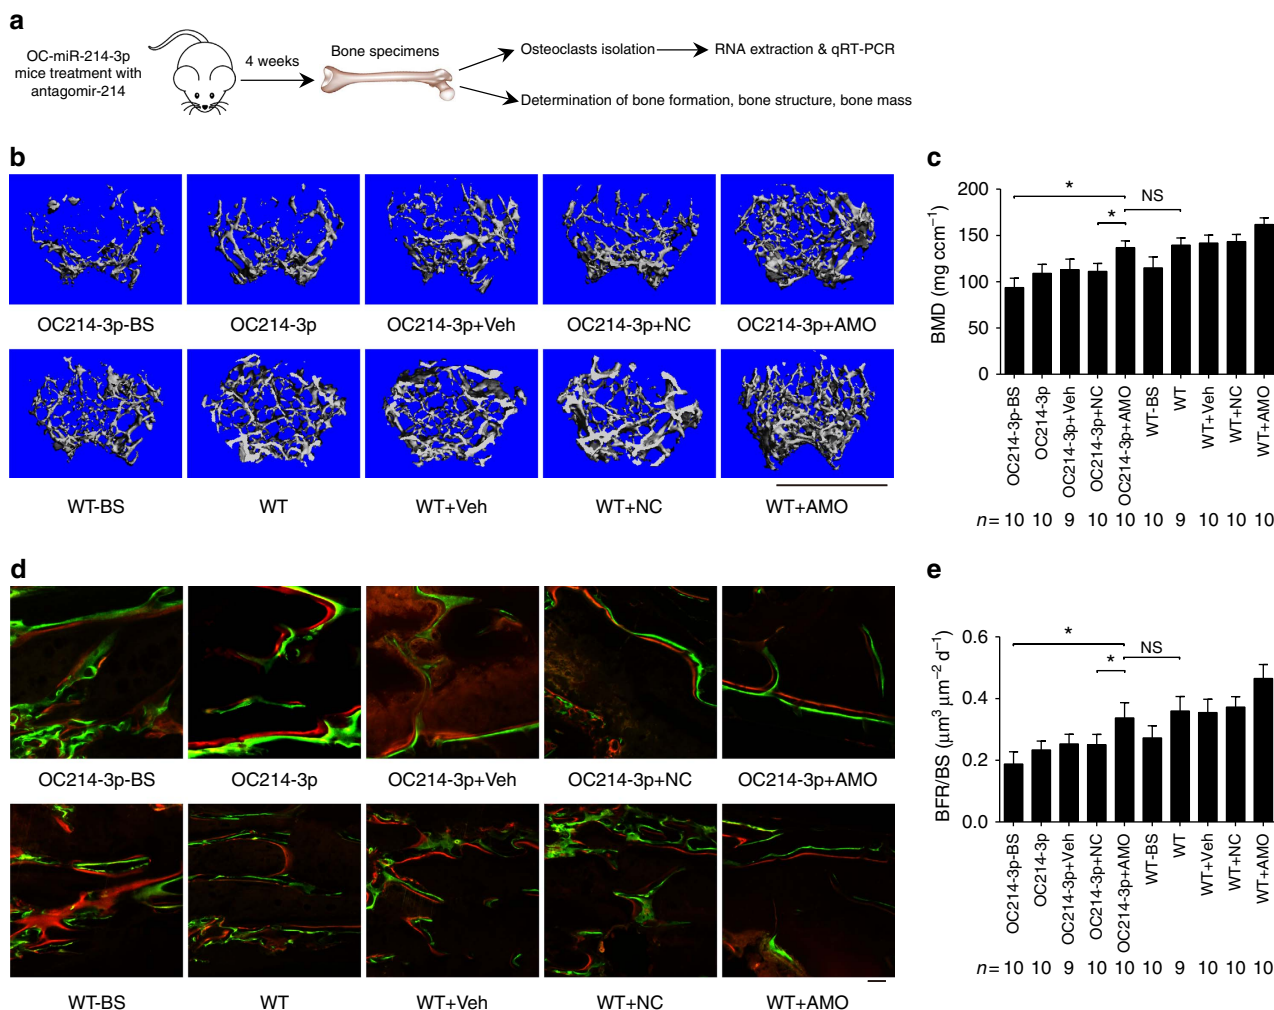 a
OC-miR-214-3p
mice treatment with
antagomir-214
4 weeks
Bone specimens
Osteoclasts isolation
RNA extraction & qRT-PCR
Determination of bone formation, bone structure, bone mass
b
OC214-3p-BS
OC214-3p
OC214-3p+Veh
OC214-3p+NC
OC214-3p+AMO
WT-BS
WT
WT+Veh
WT+NC
WT+AMO
c
BMD (mg ccm⁻¹)
200
150
100
50
0
*
*
NS
OC214-3p-BS
OC214-3p
OC214-3p+Veh
OC214-3p+NC
OC214-3p+AMO
WT-BS
WT
WT+Veh
WT+NC
WT+AMO
n= 10 10 9 10 10 10 9 10 10 10
d
OC214-3p-BS
OC214-3p
OC214-3p+Veh
OC214-3p+NC
OC214-3p+AMO
WT-BS
WT
WT+Veh
WT+NC
WT+AMO
e
BFR/BS (μm³ μm⁻² d⁻¹)
0.6
0.4
0.2
0.0
*
*
NS
OC214-3p-BS
OC214-3p
OC214-3p+Veh
OC214-3p+NC
OC214-3p+AMO
WT-BS
WT
WT+Veh
WT+NC
WT+AMO
n= 10 10 9 10 10 10 9 10 10 10